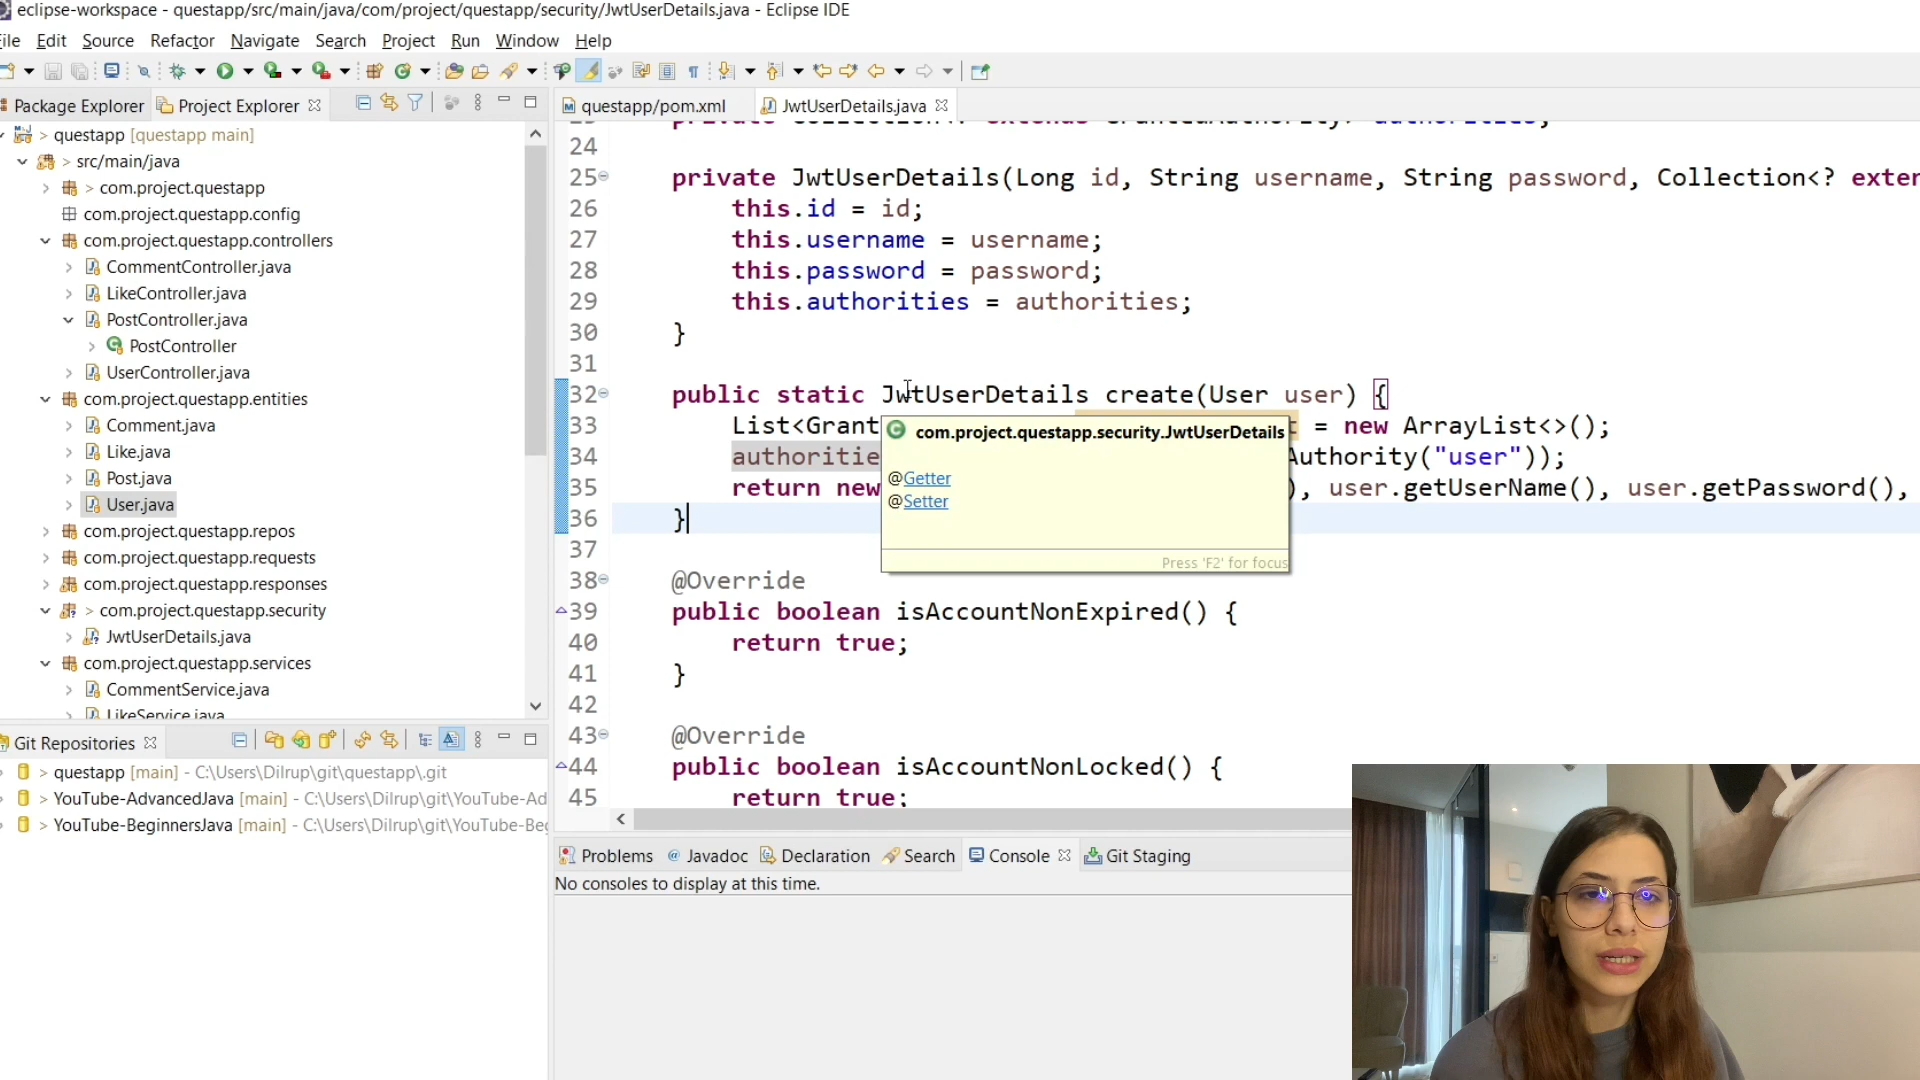 eclipse-workspace - questapp/src/main/java/com/project/questapp/security/JwtUserDetails.java - Eclipse IDE
File Edit Source Refactor Navigate Search Project Run Window Help
Package Explorer Project Explorer
> questapp [questapp main]
> src/main/java
> com.project.questapp
com.project.questapp.config
com.project.questapp.controllers
CommentController.java
LikeController.java
PostController.java
PostController
UserController.java
com.project.questapp.entities
Comment.java
Like.java
Post.java
User.java
com.project.questapp.repos
com.project.questapp.requests
com.project.questapp.responses
> com.project.questapp.security
JwtUserDetails.java
com.project.questapp.services
CommentService.java
LikeService.java
Git Repositories
> questapp [main] - C:\Users\Dilrup\git\questapp\.git
> YouTube-AdvancedJava [main] - C:\Users\Dilrup\git\YouTube-Ad
> YouTube-BeginnersJava [main] - C:\Users\Dilrup\git\YouTube-Be
questapp/pom.xml JwtUserDetails.java
private Collection<? extends GrantedAuthority> authorities;
24
25 private JwtUserDetails(Long id, String username, String password, Collection<? exten
26 this.id = id;
27 this.username = username;
28 this.password = password;
29 this.authorities = authorities;
30 }
31
32 public static JwtUserDetails create(User user) {
33 List<Grant = new ArrayList<>();
34 authoritie Authority("user"));
35 return new ), user.getUserName(), user.getPassword(),
36 }
37
38 @Override
39 public boolean isAccountNonExpired() {
40 return true;
41 }
42
43 @Override
44 public boolean isAccountNonLocked() {
45 return true;
com.project.questapp.security.JwtUserDetails
@Getter
@Setter
Press 'F2' for focus
Problems @ Javadoc Declaration Search Console Git Staging
No consoles to display at this time.